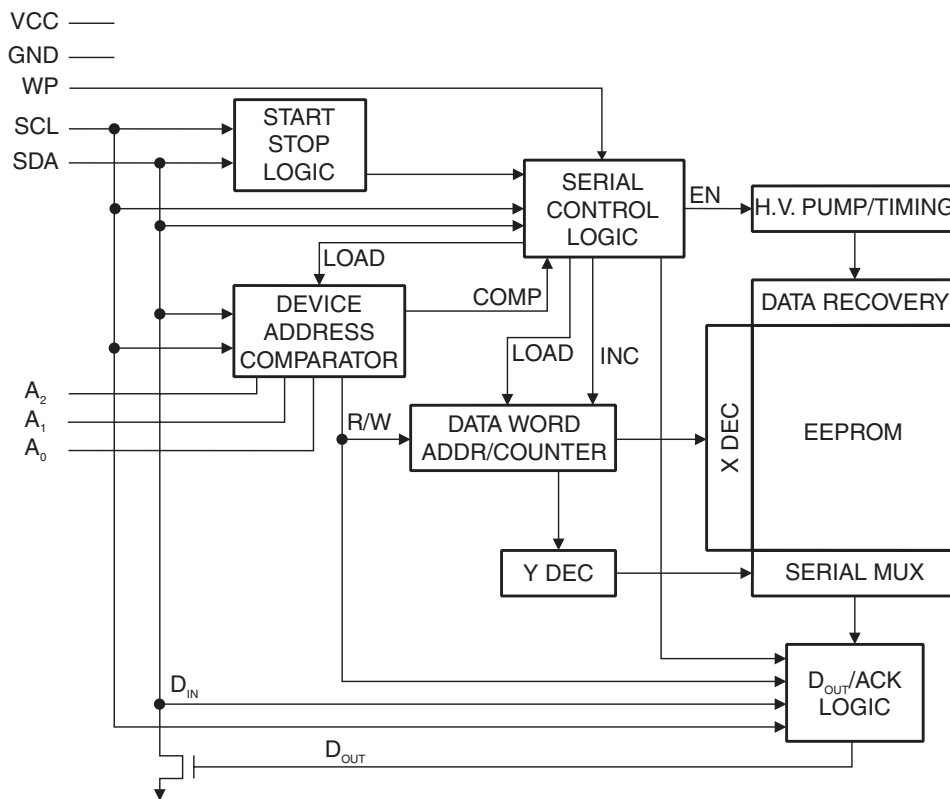 VCC
GND
WP
SCL
SDA
START
STOP
LOGIC
SERIAL
CONTROL
LOGIC
EN
H.V. PUMP/TIMING
LOAD
COMP
DEVICE
ADDRESS
COMPARATOR
DATA RECOVERY
LOAD
INC
A2
A1
A0
R/W
DATA WORD
ADDR/COUNTER
X DEC
EEPROM
Y DEC
SERIAL MUX
DIN
DOUT/ACK
LOGIC
DOUT